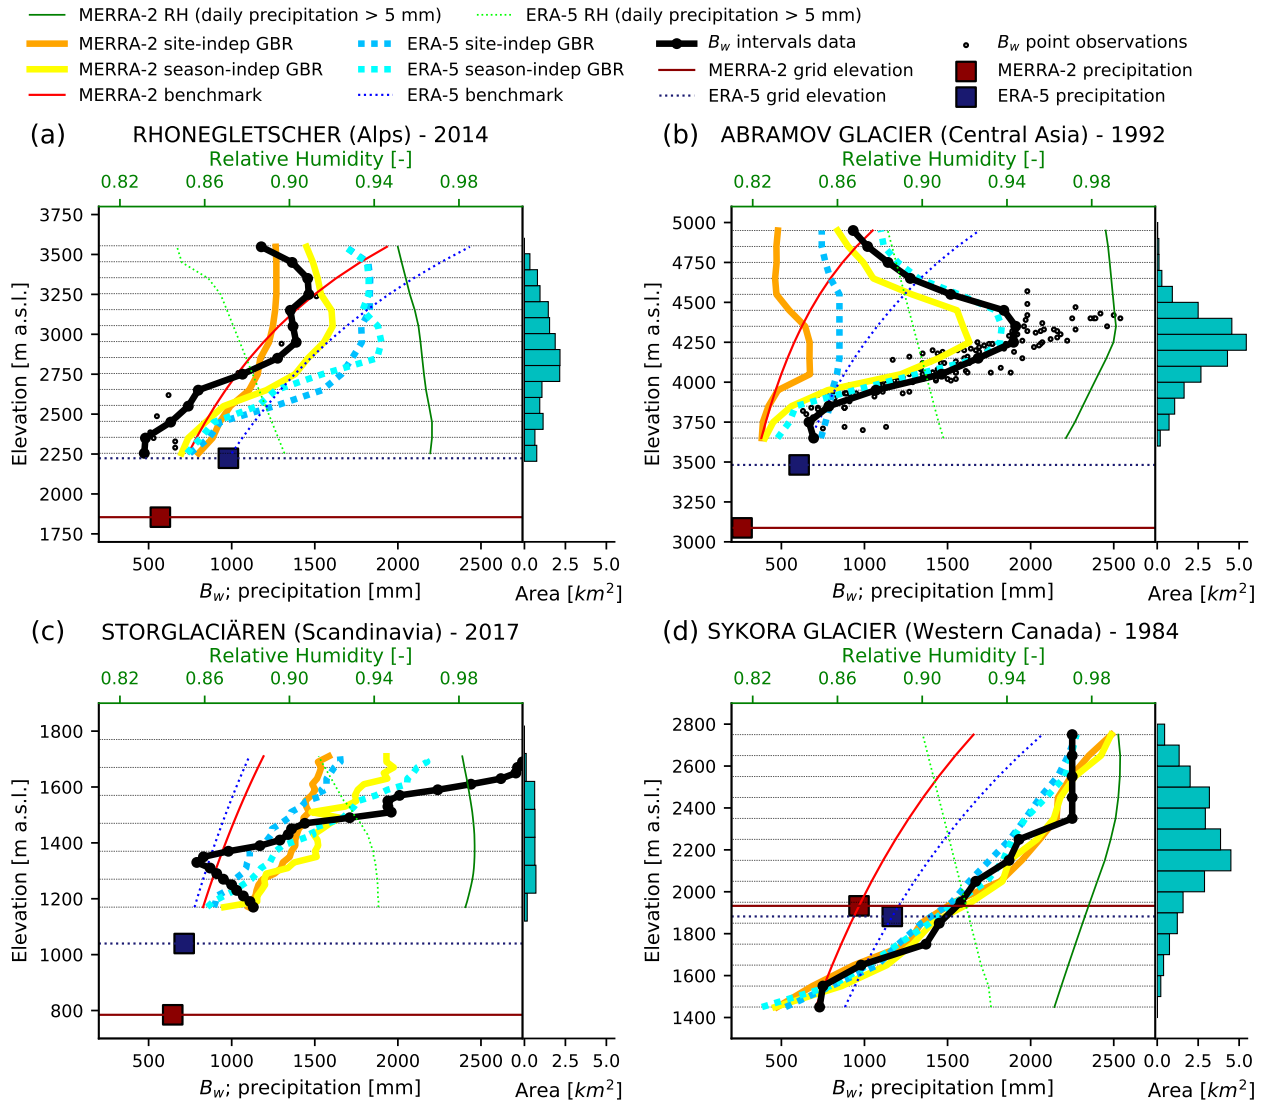 MERRA-2 RH (daily precipitation > 5 mm)
ERA-5 RH (daily precipitation > 5 mm)
MERRA-2 site-indep GBR
ERA-5 site-indep GBR
Bw intervals data
Bw point observations
MERRA-2 season-indep GBR
ERA-5 season-indep GBR
MERRA-2 grid elevation
MERRA-2 precipitation
MERRA-2 benchmark
ERA-5 benchmark
ERA-5 grid elevation
ERA-5 precipitation
(a) RHONEGLETSCHER (Alps) - 2014
Relative Humidity [-]
0.82 0.86 0.90 0.94 0.98
Elevation [m a.s.l.]
3750
3500
3250
3000
2750
2500
2250
2000
1750
500 1000 1500 2000 2500
0.0 2.5 5.0
Bw; precipitation [mm]
Area [km²]
(b) ABRAMOV GLACIER (Central Asia) - 1992
Relative Humidity [-]
0.82 0.86 0.90 0.94 0.98
Elevation [m a.s.l.]
5000
4750
4500
4250
4000
3750
3500
3250
3000
500 1000 1500 2000 2500
0.0 2.5 5.0
Bw; precipitation [mm]
Area [km²]
(c) STORGLACIÄREN (Scandinavia) - 2017
Relative Humidity [-]
0.82 0.86 0.90 0.94 0.98
Elevation [m a.s.l.]
1800
1600
1400
1200
1000
800
500 1000 1500 2000 2500
0.0 2.5 5.0
Bw; precipitation [mm]
Area [km²]
(d) SYKORA GLACIER (Western Canada) - 1984
Relative Humidity [-]
0.82 0.86 0.90 0.94 0.98
Elevation [m a.s.l.]
2800
2600
2400
2200
2000
1800
1600
1400
500 1000 1500 2000 2500
0.0 2.5 5.0
Bw; precipitation [mm]
Area [km²]